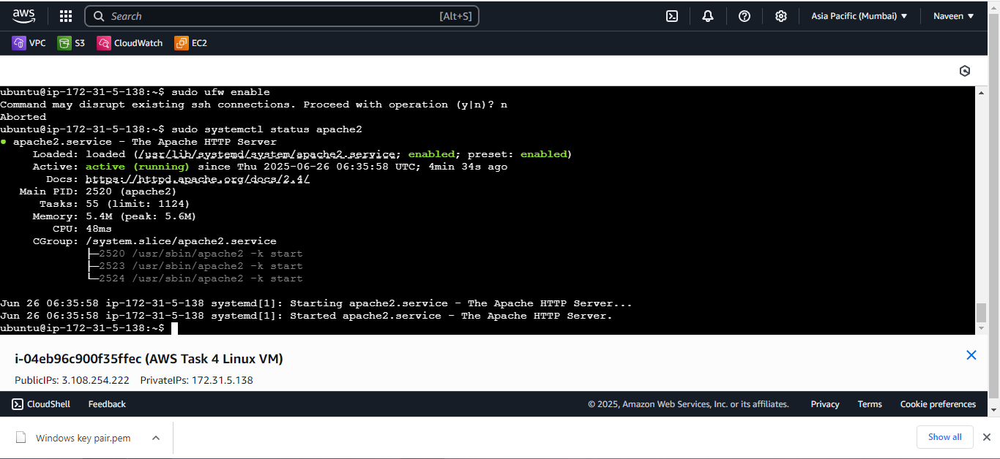 aws Search [Alt+S] Asia Pacific (Mumbai) ▼ Naveen ▼
VPC S3 CloudWatch EC2
ubuntu@ip-172-31-5-138:~$ sudo ufw enable
Command may disrupt existing ssh connections. Proceed with operation (y|n)? n
Aborted
ubuntu@ip-172-31-5-138:~$ sudo systemctl status apache2
● apache2.service - The Apache HTTP Server
Loaded: loaded (/usr/lib/systemd/system/apache2.service; enabled; preset: enabled)
Active: active (running) since Thu 2025-06-26 06:35:58 UTC; 4min 34s ago
Docs: https://httpd.apache.org/docs/2.4/
Main PID: 2520 (apache2)
Tasks: 55 (limit: 1124)
Memory: 5.4M (peak: 5.6M)
CPU: 48ms
CGroup: /system.slice/apache2.service
├─2520 /usr/sbin/apache2 -k start
├─2523 /usr/sbin/apache2 -k start
└─2524 /usr/sbin/apache2 -k start
Jun 26 06:35:58 ip-172-31-5-138 systemd[1]: Starting apache2.service - The Apache HTTP Server...
Jun 26 06:35:58 ip-172-31-5-138 systemd[1]: Started apache2.service - The Apache HTTP Server.
ubuntu@ip-172-31-5-138:~$
i-04eb96c900f35ffec (AWS Task 4 Linux VM)
PublicIPs: 3.108.254.222 PrivateIPs: 172.31.5.138
CloudShell Feedback © 2025, Amazon Web Services, Inc. or its affiliates. Privacy Terms Cookie preferences
Windows key pair.pem Show all